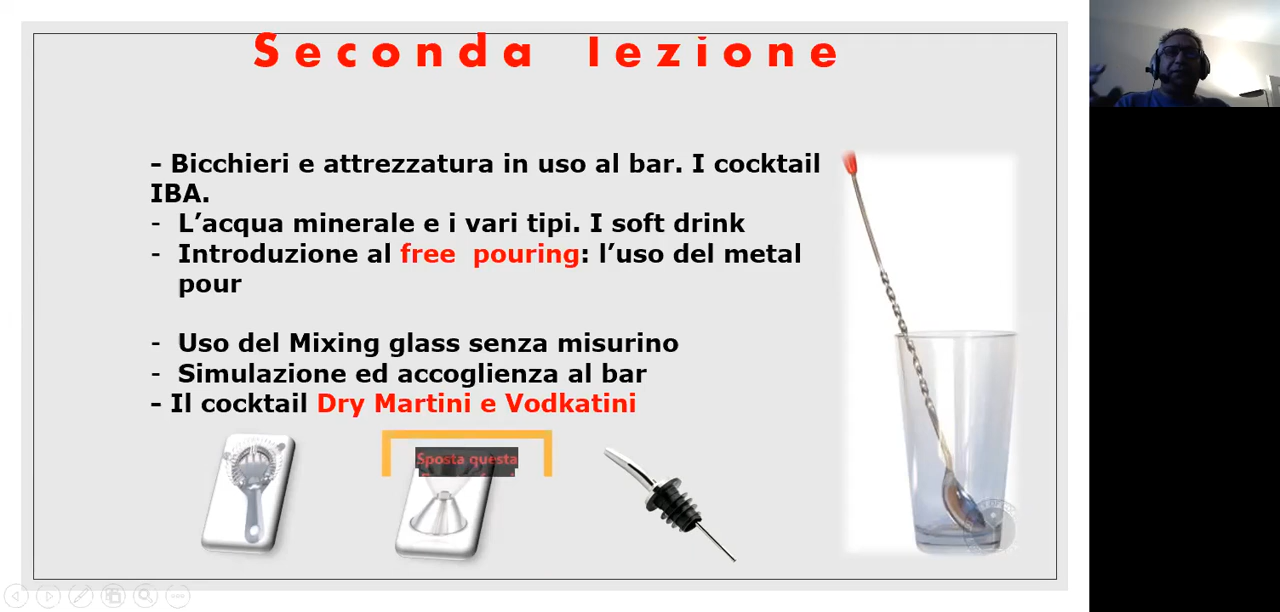 Seconda lezione
- Bicchieri e attrezzatura in uso al bar. I cocktail
IBA.
- L’acqua minerale e i vari tipi. I soft drink
- Introduzione al free pouring: l’uso del metal
pour
- Uso del Mixing glass senza misurino
- Simulazione ed accoglienza al bar
- Il cocktail Dry Martini e Vodkatini
Sposta questa